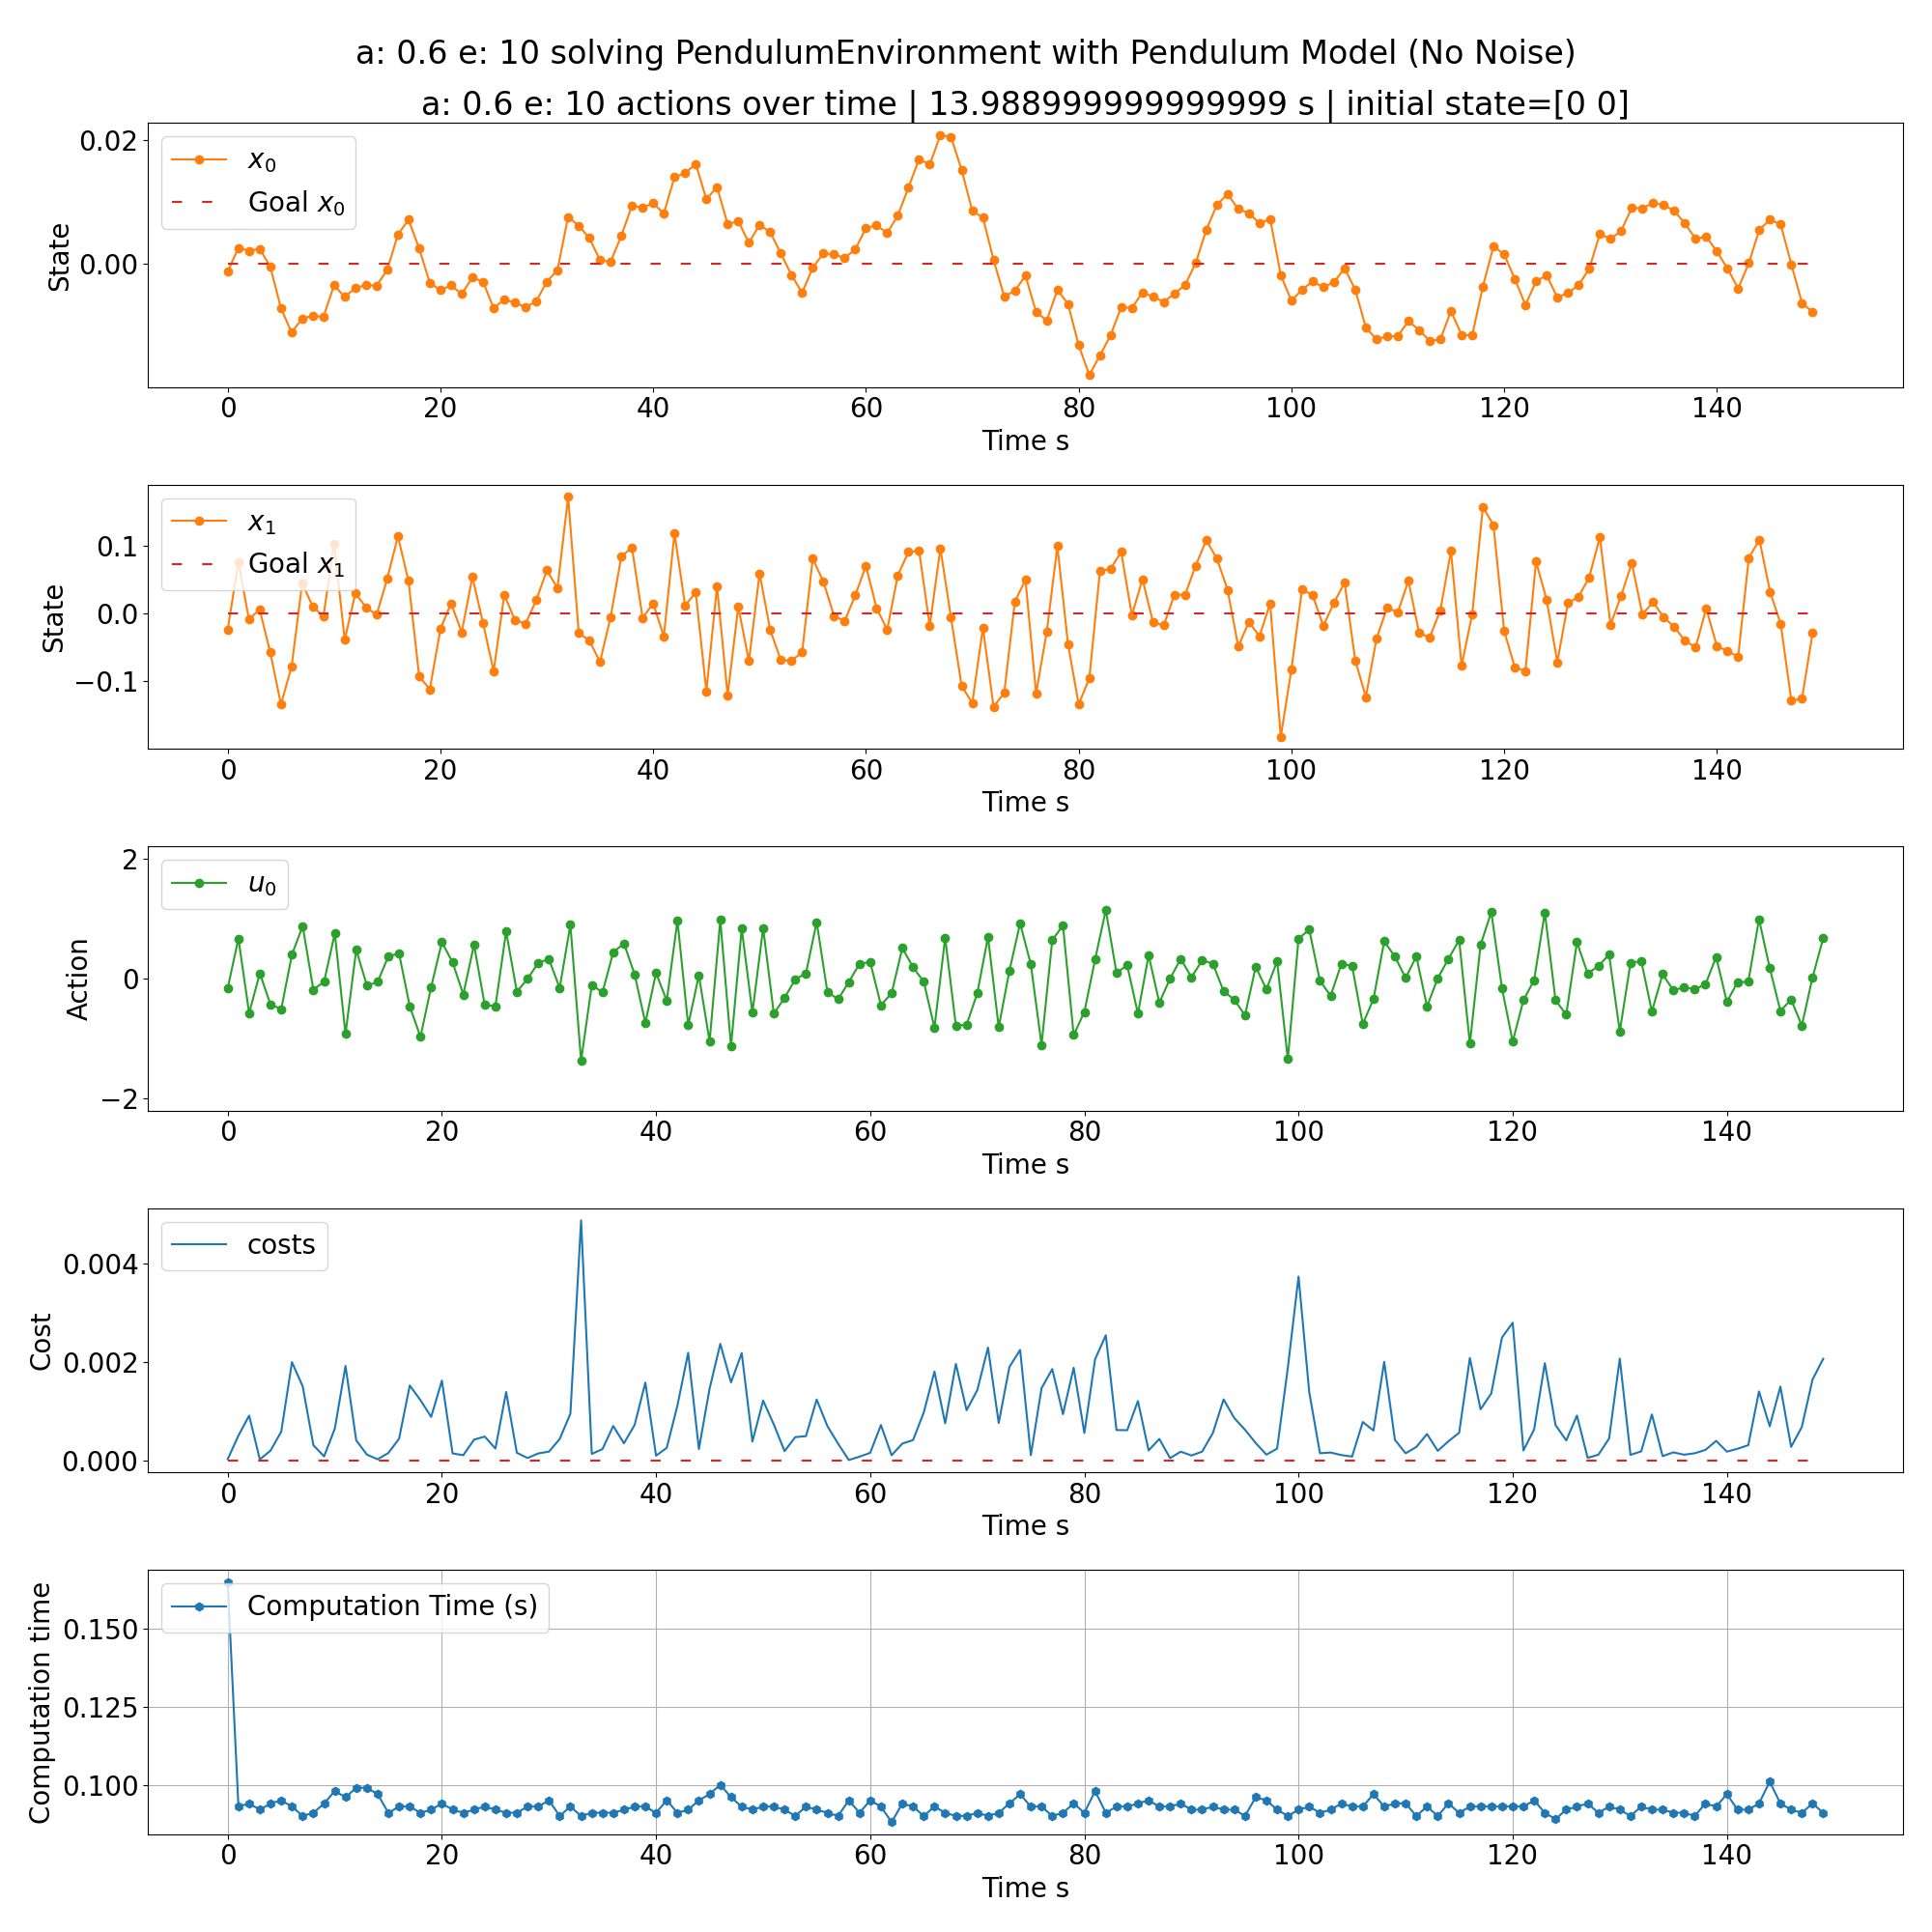 a: 0.6 e: 10 solving PendulumEnvironment with Pendulum Model (No Noise)
a: 0.6 e: 10 actions over time | 13.988999999999999 s | initial state=[0 0]
0.02
0.00
State
x₀
Goal x₀
0 20 40 60 80 100 120 140
Time s
0.1
0.0
−0.1
State
x₁
Goal x₁
0 20 40 60 80 100 120 140
Time s
2
0
−2
Action
u₀
0 20 40 60 80 100 120 140
Time s
0.004
0.002
0.000
Cost
costs
0 20 40 60 80 100 120 140
Time s
0.150
0.125
0.100
Computation time
Computation Time (s)
0 20 40 60 80 100 120 140
Time s